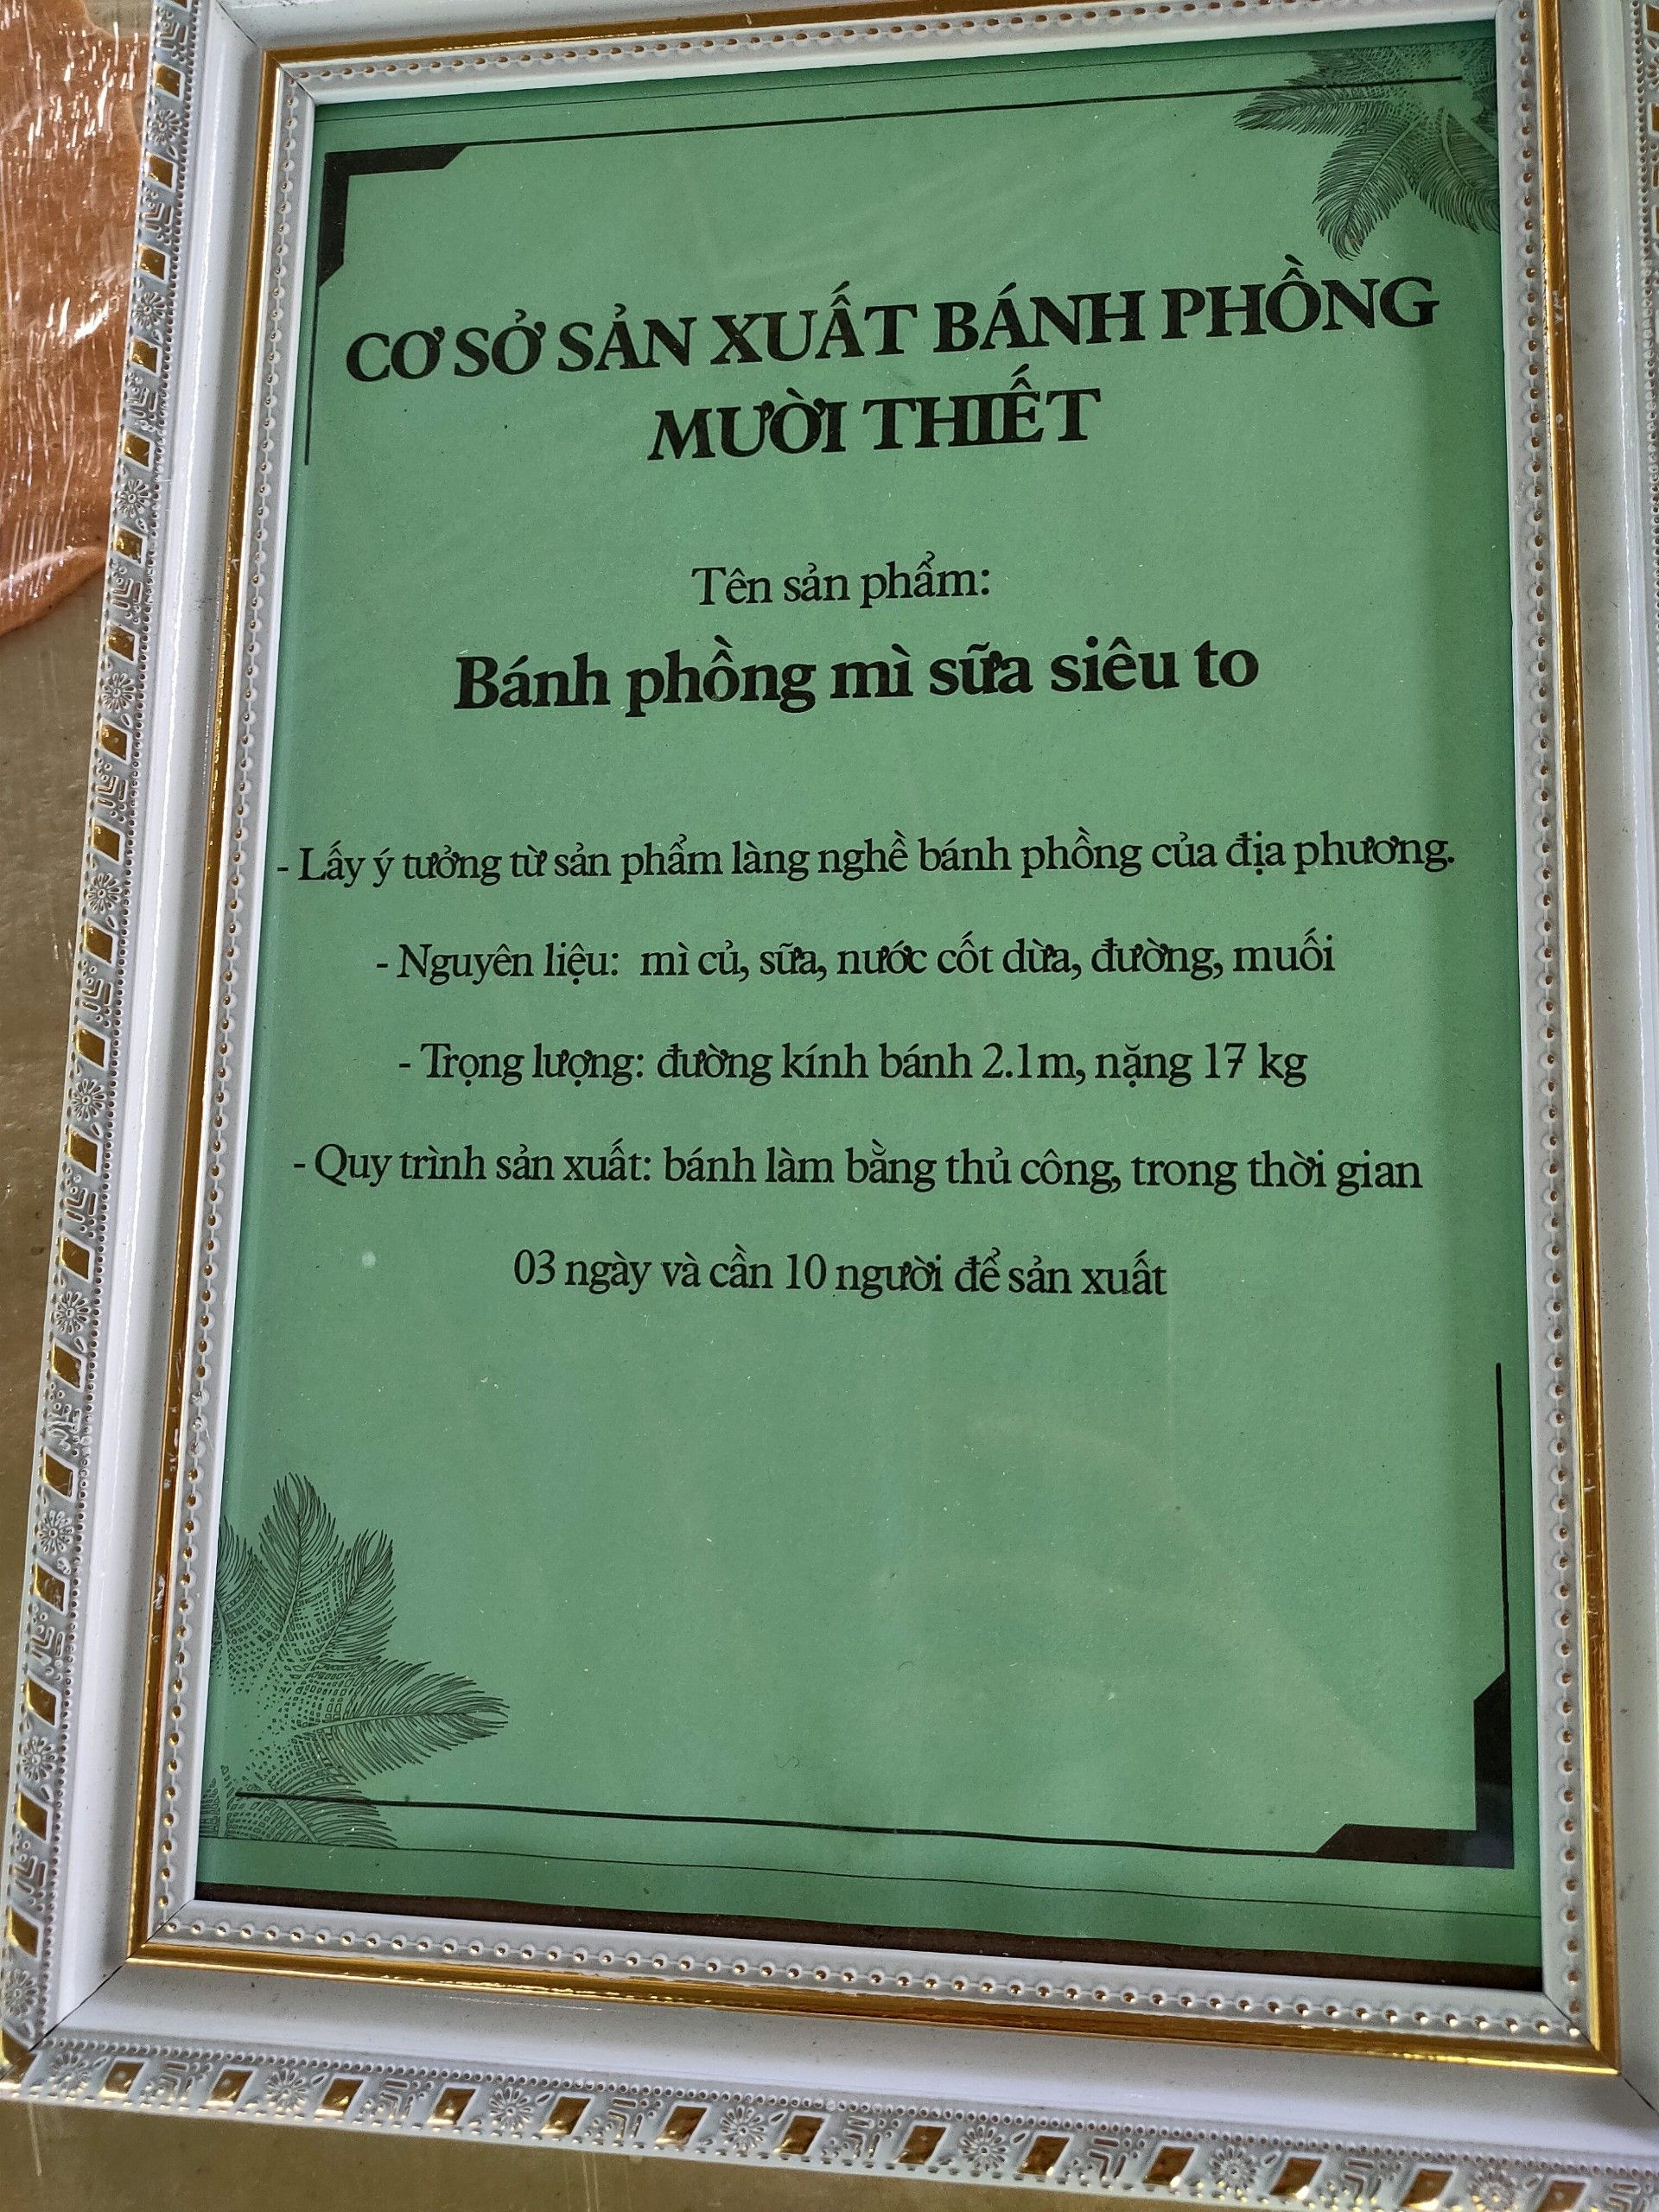 CƠ SỞ SẢN XUẤT BÁNH PHỒNG
MƯỜI THIẾT
Tên sản phẩm:
Bánh phồng mì sữa siêu to
- Lấy ý tưởng từ sản phẩm làng nghề bánh phồng của địa phương.
- Nguyên liệu: mì củ, sữa, nước cốt dừa, đường, muối
- Trọng lượng: đường kính bánh 2.1m, nặng 17 kg
- Quy trình sản xuất: bánh làm bằng thủ công, trong thời gian
03 ngày và cần 10 người để sản xuất